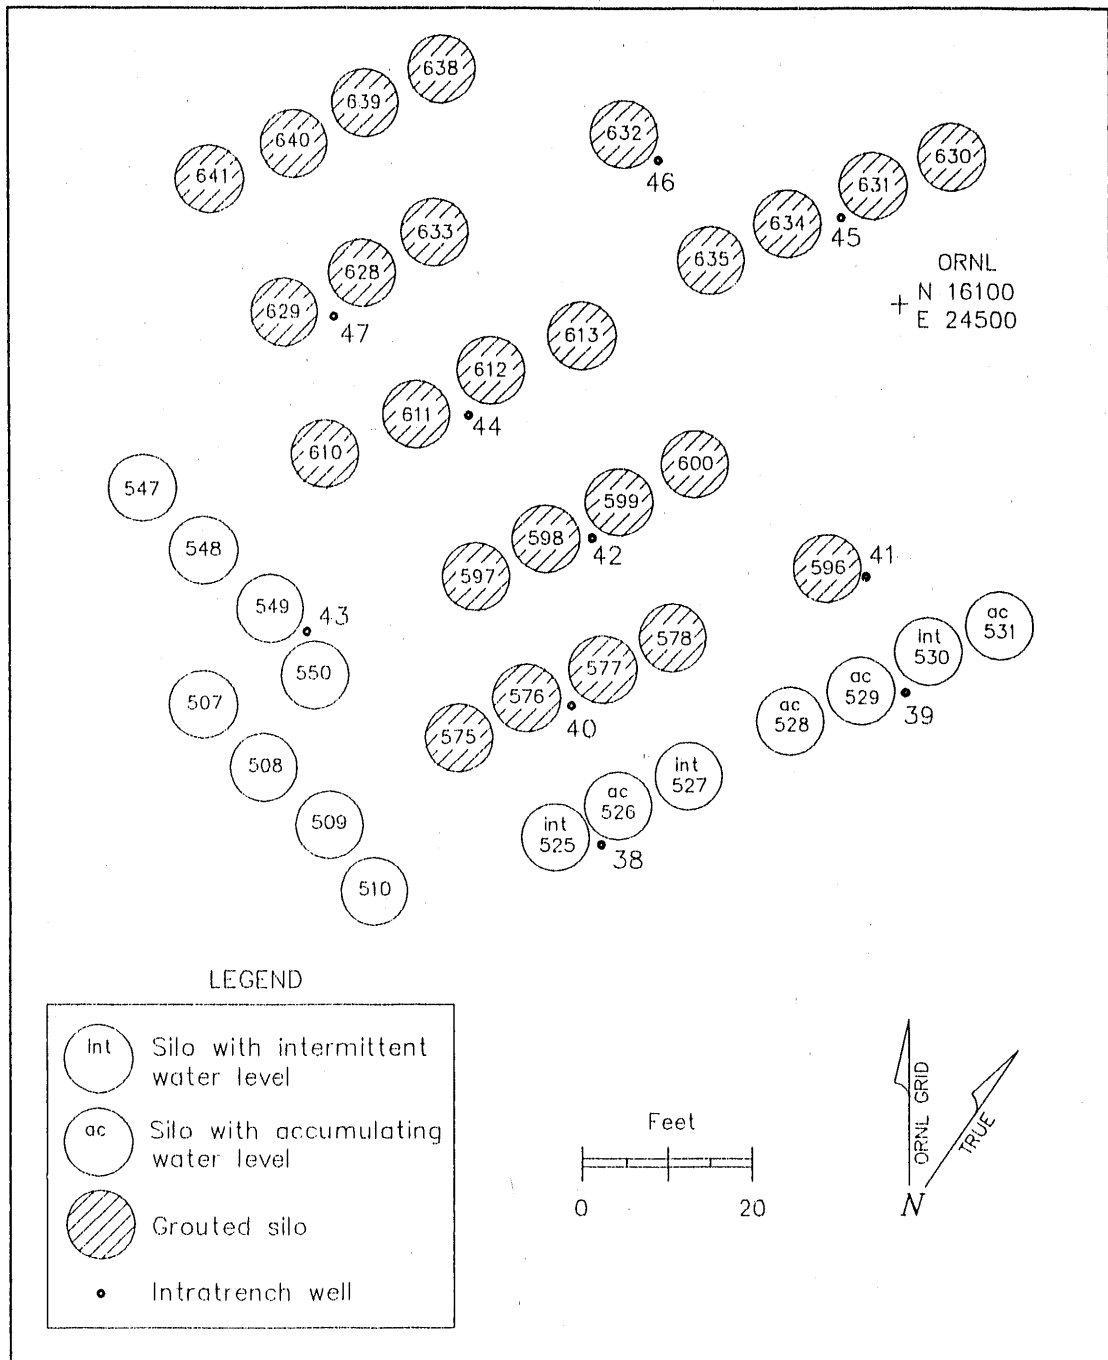 638
639
640
641
632
46
630
631
634
45
635
633
628
629
47
ORNL
N 16100
E 24500
613
612
611
44
610
600
599
598
42
597
547
548
549
43
550
596
41
ac
531
int
530
ac
529
39
ac
528
578
577
576
40
575
507
508
509
510
int
527
ac
526
int
525
38
LEGEND
int
Silo with intermittent
water level
ac
Silo with accumulating
water level
Grouted silo
Intratrench well
Feet
0
20
ORNL GRID
TRUE
N